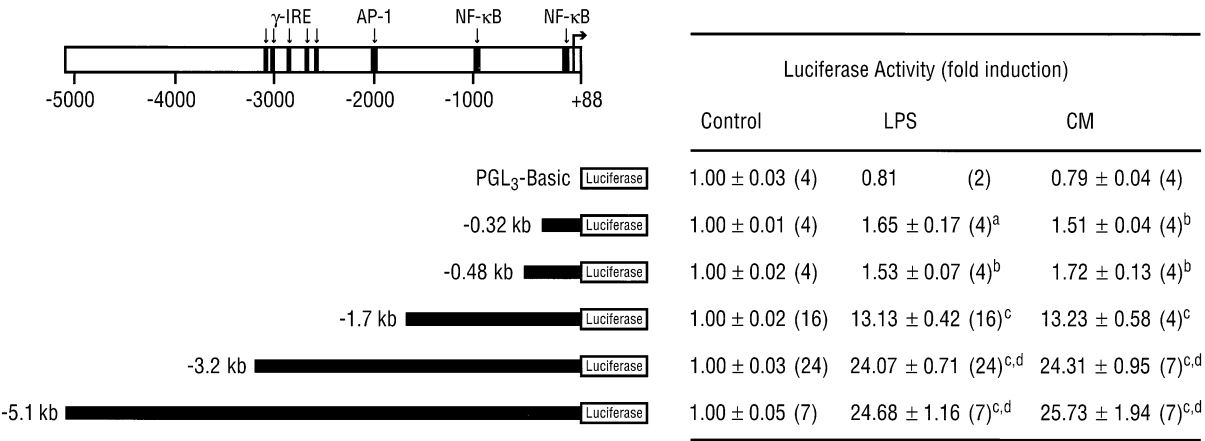 γ-IRE AP-1 NF-κB NF-κB
-5000 -4000 -3000 -2000 -1000 +88
Luciferase Activity (fold induction)
Control LPS CM
PGL3-Basic Luciferase 1.00 ± 0.03 (4) 0.81 (2) 0.79 ± 0.04 (4)
-0.32 kb Luciferase 1.00 ± 0.01 (4) 1.65 ± 0.17 (4)a 1.51 ± 0.04 (4)b
-0.48 kb Luciferase 1.00 ± 0.02 (4) 1.53 ± 0.07 (4)b 1.72 ± 0.13 (4)b
-1.7 kb Luciferase 1.00 ± 0.02 (16) 13.13 ± 0.42 (16)c 13.23 ± 0.58 (4)c
-3.2 kb Luciferase 1.00 ± 0.03 (24) 24.07 ± 0.71 (24)c,d 24.31 ± 0.95 (7)c,d
-5.1 kb Luciferase 1.00 ± 0.05 (7) 24.68 ± 1.16 (7)c,d 25.73 ± 1.94 (7)c,d